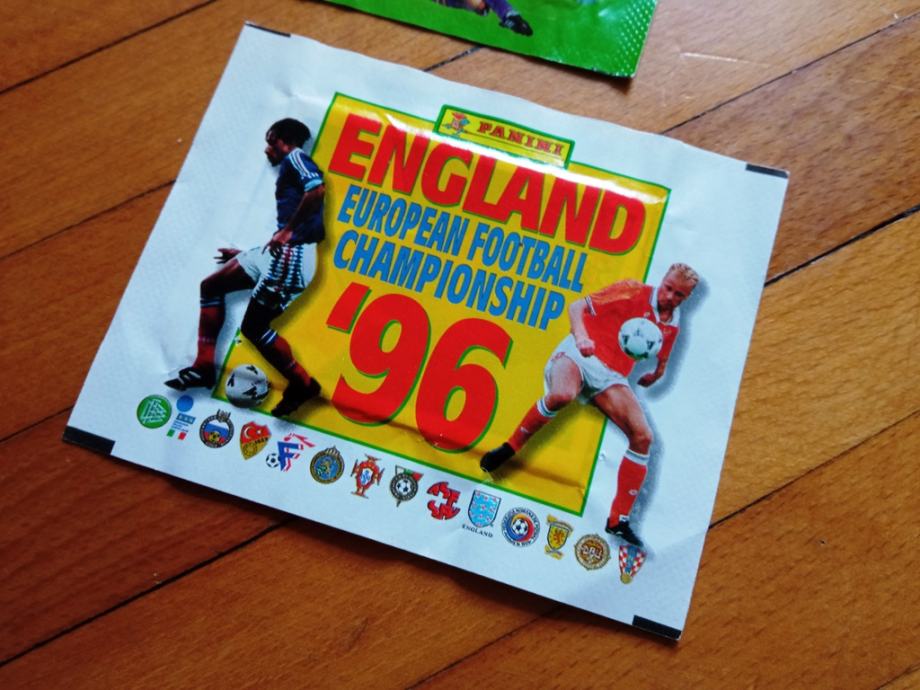 PANINI
ENGLAND
EUROPEAN FOOTBALL
CHAMPIONSHIP
'96
ENGLAND